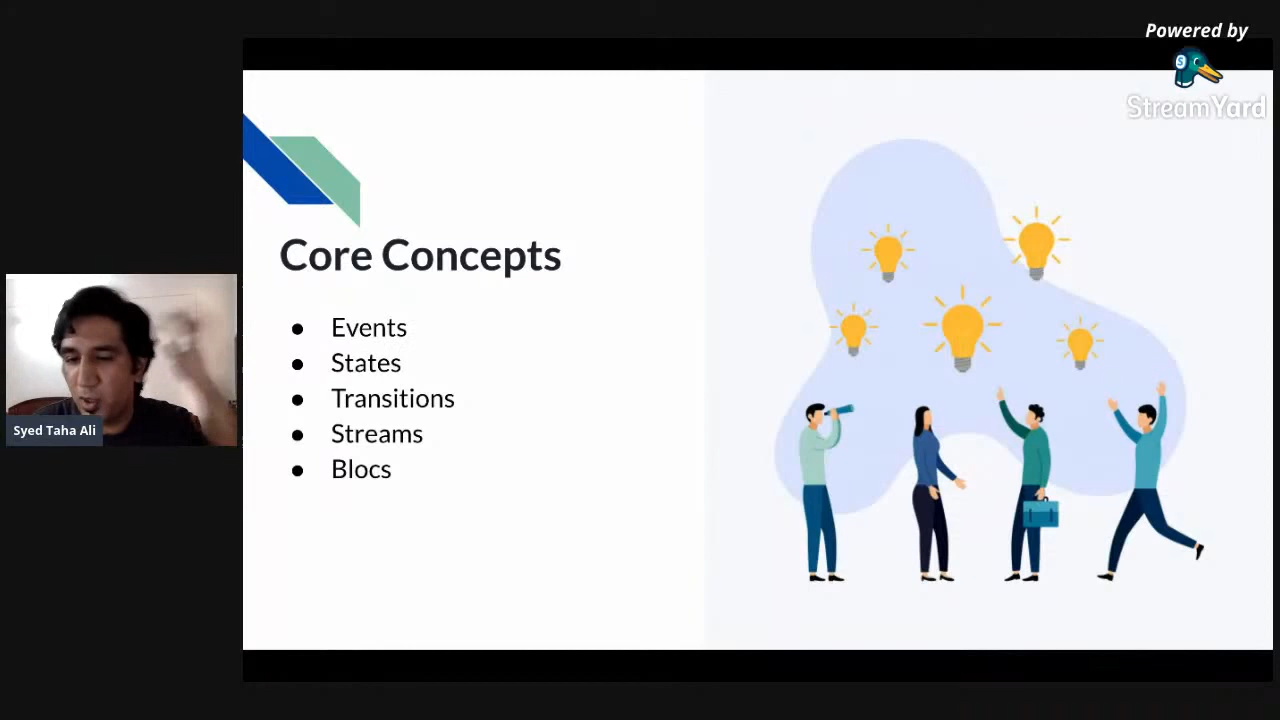 Powered by
StreamYard
Core Concepts
Events
States
Transitions
Streams
Blocs
Syed Taha Ali